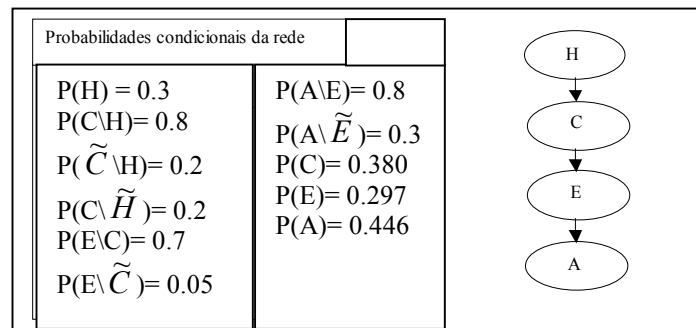 Probabilidades condicionais da rede
P(H) = 0.3
P(C\H)= 0.8
P( C̃ \H)= 0.2
P(C\ H̃ )= 0.2
P(E\C)= 0.7
P(E\ C̃ )= 0.05
P(A\E)= 0.8
P(A\ Ẽ )= 0.3
P(C)= 0.380
P(E)= 0.297
P(A)= 0.446
H
C
E
A